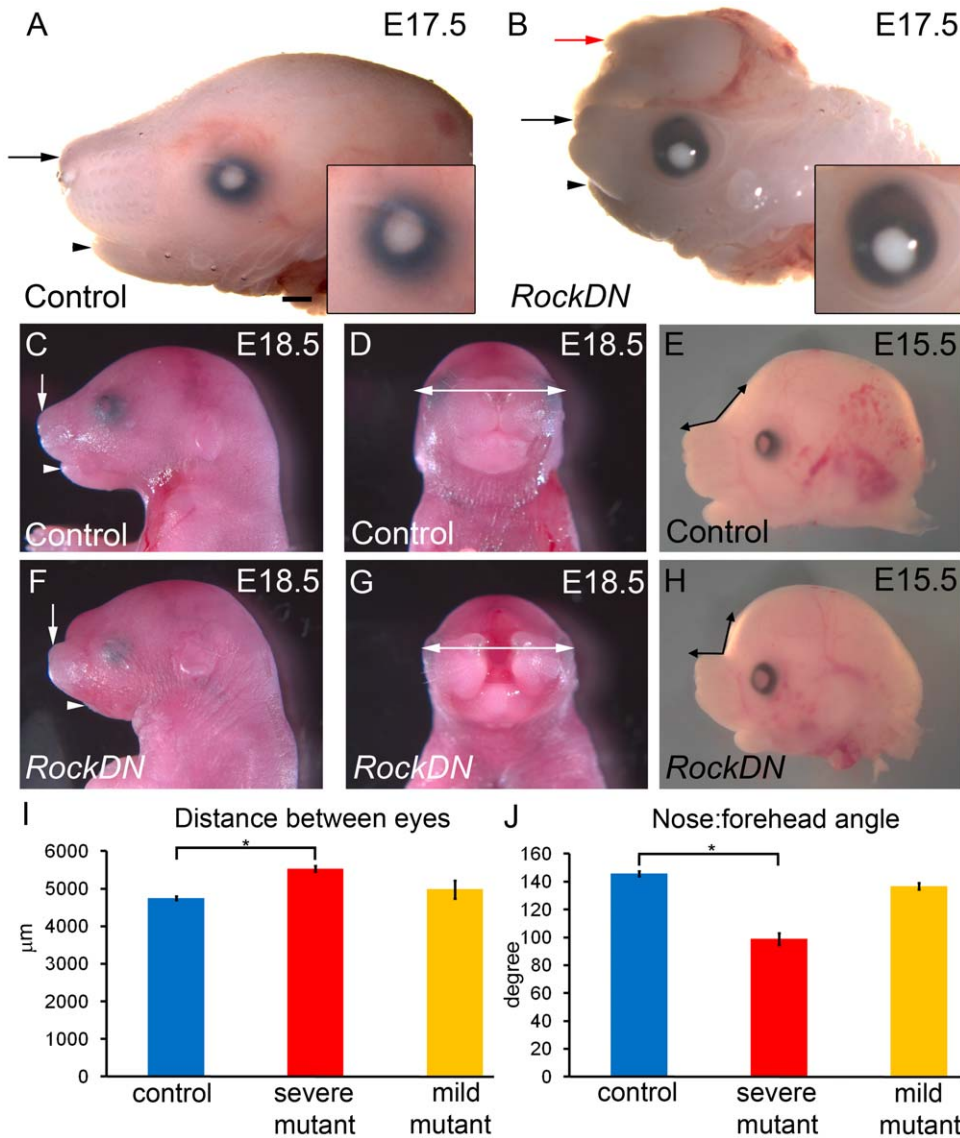 A E17.5
B E17.5
Control
RockDN
C E18.5
D E18.5
E E15.5
Control
Control
Control
F E18.5
G E18.5
H E15.5
RockDN
RockDN
RockDN
I Distance between eyes
*
6000
5000
4000
3000
2000
1000
0
μm
control
severe mutant
mild mutant
J Nose:forehead angle
*
160
140
120
100
80
60
40
20
0
degree
control
severe mutant
mild mutant